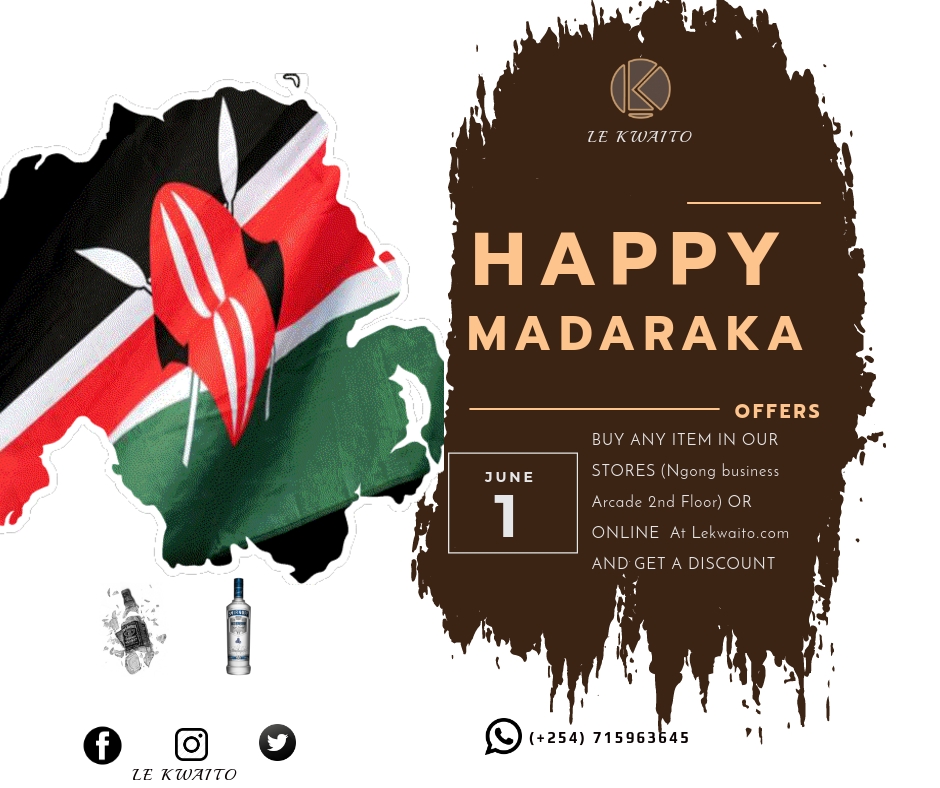 LE KWAITO
HAPPY
MADARAKA
OFFERS
JUNE
1
BUY ANY ITEM IN OUR
STORES (Ngong business
Arcade 2nd Floor) OR
ONLINE At Lekwaito.com
AND GET A DISCOUNT
SMIRNOFF
LE KWAITO
(+254) 715963645